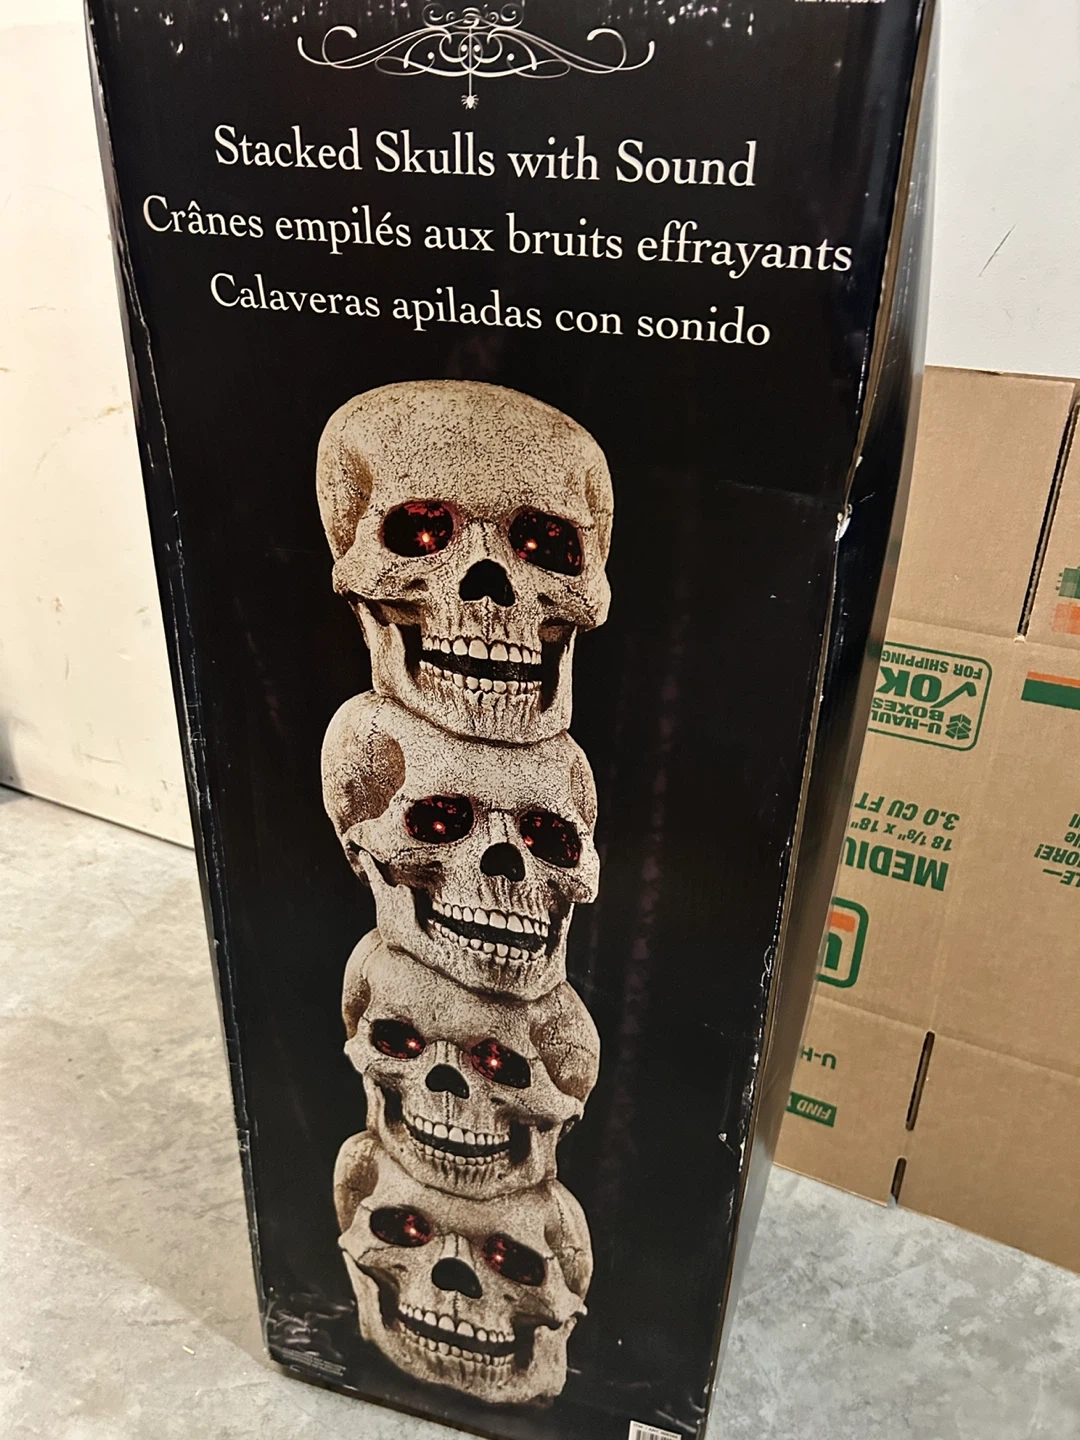 Stacked Skulls with Sound
Crânes empilés aux bruits effrayants
Calaveras apiladas con sonido
FOR SHIPPING
OK
BOXES
U-HAUL
3.0 CU FT
18 1/8" x 18"
U-H
FIND